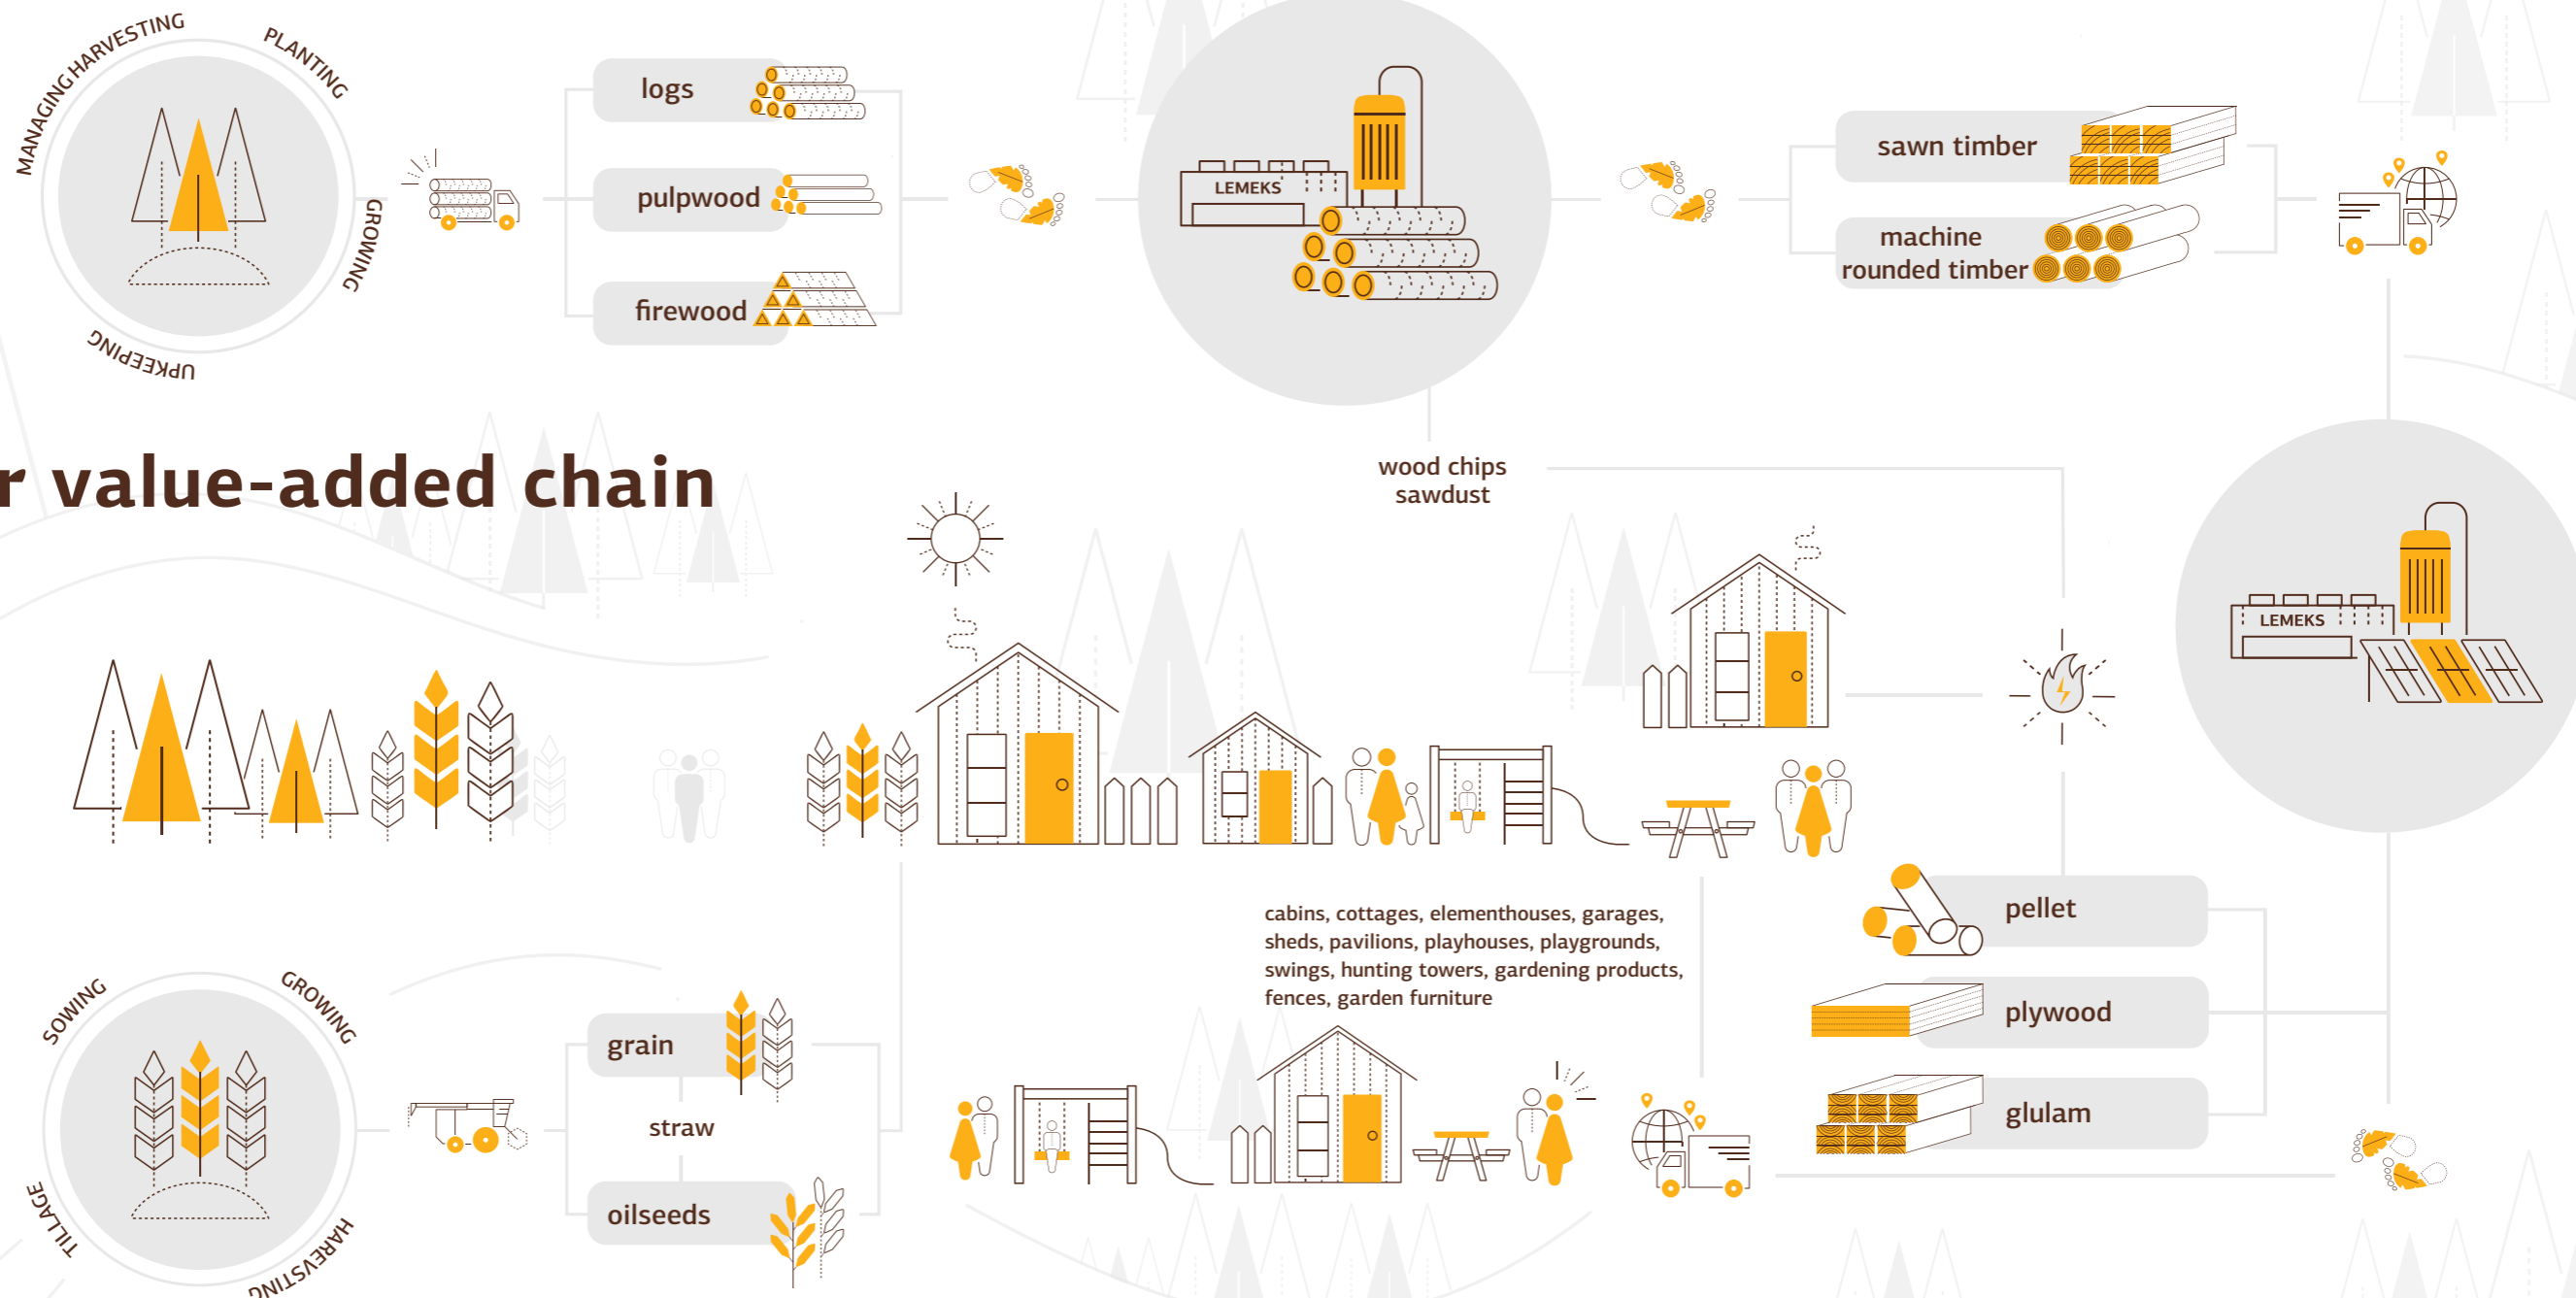 MANAGING
HARVESTING
PLANTING
GROWING
UPKEEPING
logs
pulpwood
firewood
LEMEKS
sawn timber
machine
rounded timber
r value-added chain
wood chips
sawdust
LEMEKS
cabins, cottages, elementhouses, garages,
sheds, pavilions, playhouses, playgrounds,
swings, hunting towers, gardening products,
fences, garden furniture
pellet
plywood
glulam
SOWING
GROWING
TILLAGE
HAREVSTING
grain
straw
oilseeds